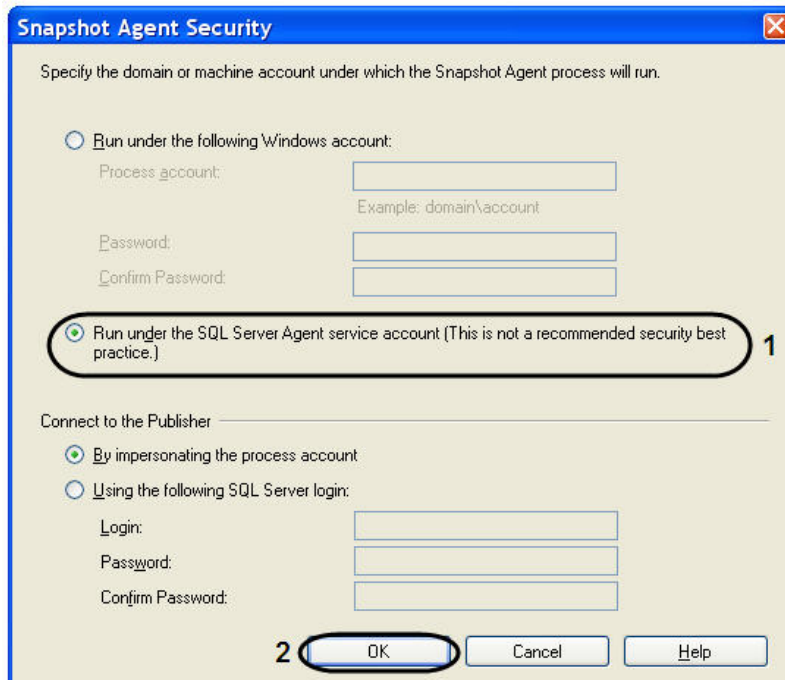 Snapshot Agent Security
Specify the domain or machine account under which the Snapshot Agent process will run.
Run under the following Windows account:
Process account:
Example: domain\account
Password:
Confirm Password:
Run under the SQL Server Agent service account (This is not a recommended security best
practice.)
1
Connect to the Publisher
By impersonating the process account
Using the following SQL Server login:
Login:
Password:
Confirm Password:
2
OK
Cancel
Help